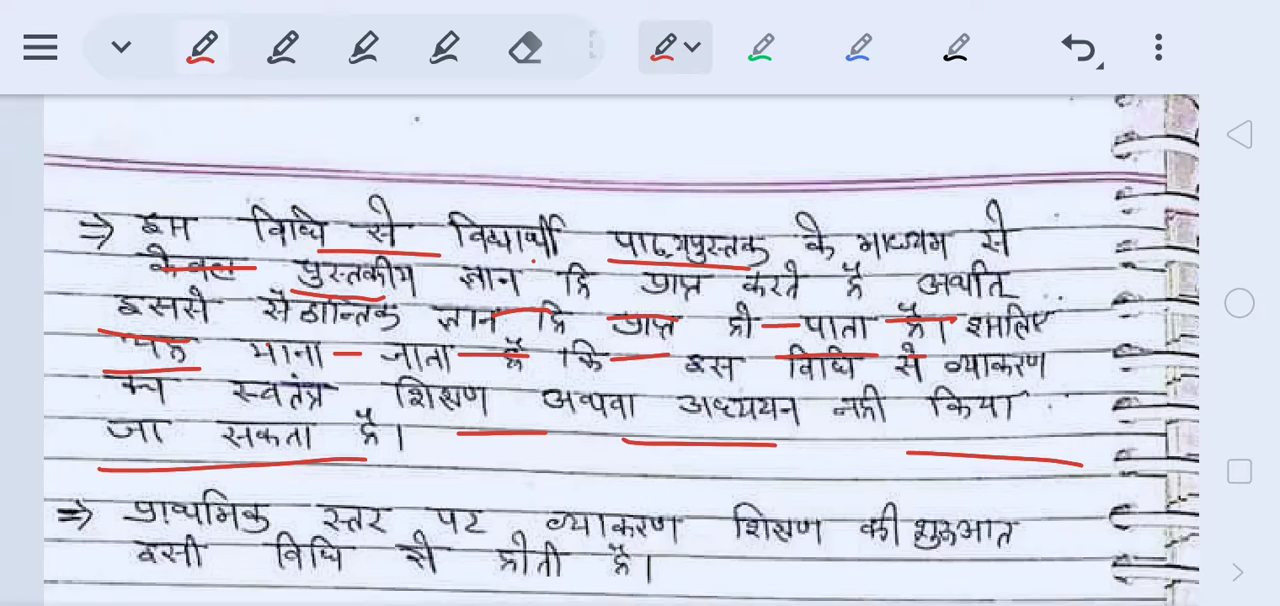 ⇒ इस विधि से विद्यार्थी पाठ्यपुस्तक के माध्यम से
केवल पुस्तकीय ज्ञान हि प्राप्त करते है अर्थात
इससे सैद्धान्तिक ज्ञान हि प्राप्त हो पाता है। इसलिए
यह माना जाता है कि इस विधि से व्याकरण
का स्वतंत्र शिक्षण अथवा अध्ययन नही किया
जा सकता है।
⇒ प्राथमिक स्तर पर व्याकरण शिक्षण की शुरुआत
इसी विधि से होती है।